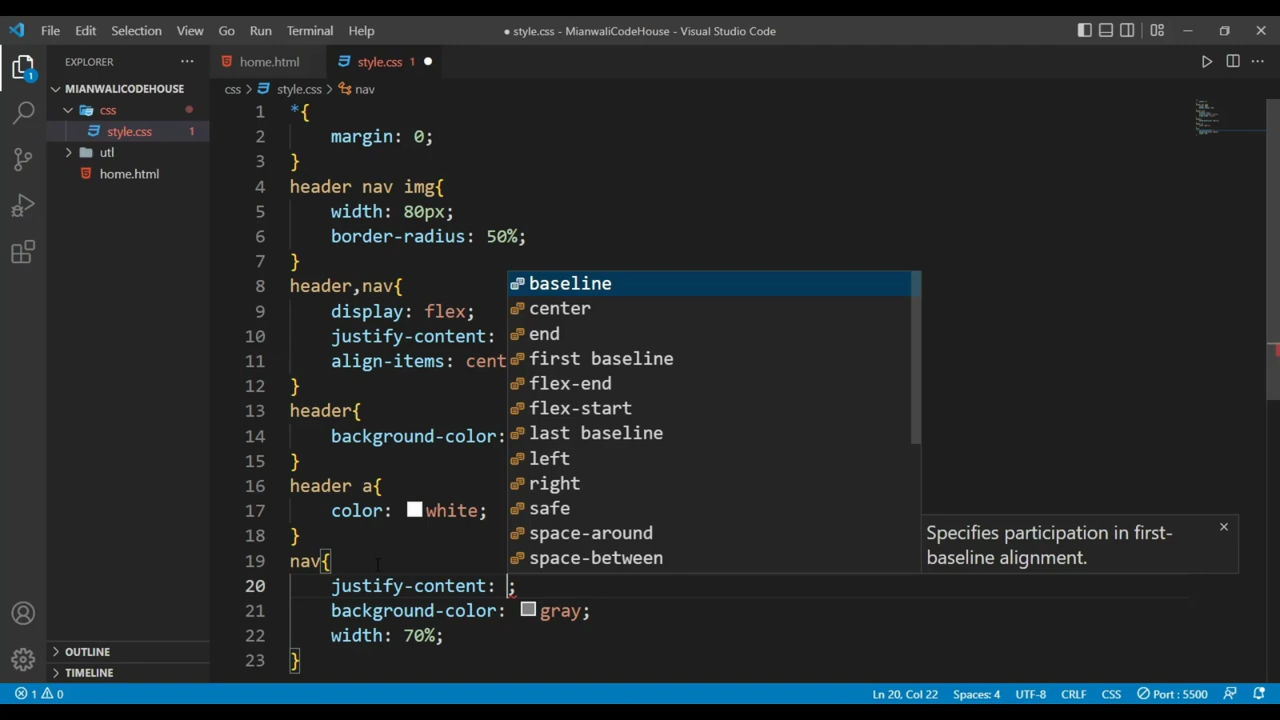 File Edit Selection View Go Run Terminal Help
● style.css - MianwaliCodeHouse - Visual Studio Code
EXPLORER
MIANWALICODEHOUSE
css
style.css 1
utl
home.html
OUTLINE
TIMELINE
1
home.html
style.css 1
css > style.css > nav
1 *{
2 margin: 0;
3 }
4 header nav img{
5 width: 80px;
6 border-radius: 50%;
7 }
8 header,nav{
9 display: flex;
10 justify-content:
11 align-items: cent
12 }
13 header{
14 background-color:
15 }
16 header a{
17 color: white;
18 }
19 nav{
20 justify-content: ;
21 background-color: gray;
22 width: 70%;
23 }
baseline
center
end
first baseline
flex-end
flex-start
last baseline
left
right
safe
space-around
space-between
Specifies participation in first-
baseline alignment.
1 0
Ln 20, Col 22 Spaces: 4 UTF-8 CRLF CSS Port : 5500